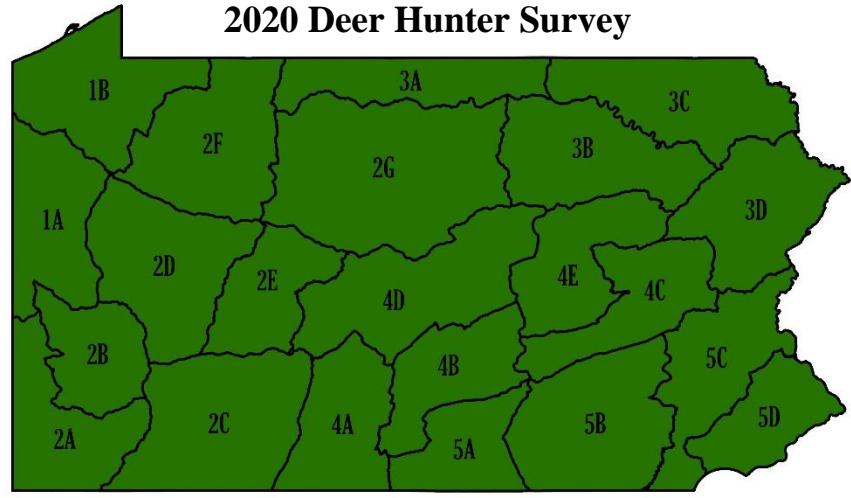 2020 Deer Hunter Survey
1B
3A
3C
2F
3B
2G
1A
3D
2D
2E
4E
4C
4D
2B
4B
5C
2A
2C
4A
5A
5B
5D